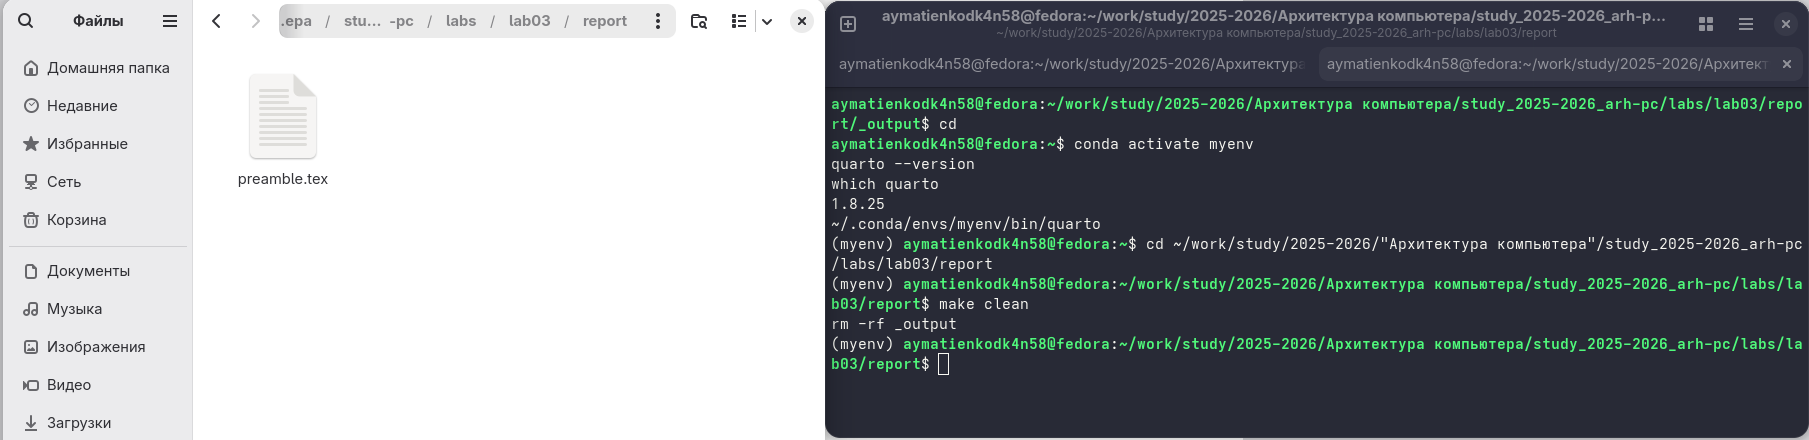 Файлы
Домашняя папка
Недавние
Избранные
Сеть
Корзина
Документы
Музыка
Изображения
Видео
Загрузки
.epa / stu... -pc / labs / lab03 / report
preamble.tex
aymatienkodk4n58@fedora:~/work/study/2025-2026/Архитектура компьютера/study_2025-2026_arh-p...
~/work/study/2025-2026/Архитектура компьютера/study_2025-2026_arh-pc/labs/lab03/report
aymatienkodk4n58@fedora:~/work/study/2025-2026/Архитектура
aymatienkodk4n58@fedora:~/work/study/2025-2026/Архитект
aymatienkodk4n58@fedora:~/work/study/2025-2026/Архитектура компьютера/study_2025-2026_arh-pc/labs/lab03/repo
rt/_output$ cd
aymatienkodk4n58@fedora:~$ conda activate myenv
quarto --version
which quarto
1.8.25
~/.conda/envs/myenv/bin/quarto
(myenv) aymatienkodk4n58@fedora:~$ cd ~/work/study/2025-2026/"Архитектура компьютера"/study_2025-2026_arh-pc
/labs/lab03/report
(myenv) aymatienkodk4n58@fedora:~/work/study/2025-2026/Архитектура компьютера/study_2025-2026_arh-pc/labs/la
b03/report$ make clean
rm -rf _output
(myenv) aymatienkodk4n58@fedora:~/work/study/2025-2026/Архитектура компьютера/study_2025-2026_arh-pc/labs/la
b03/report$